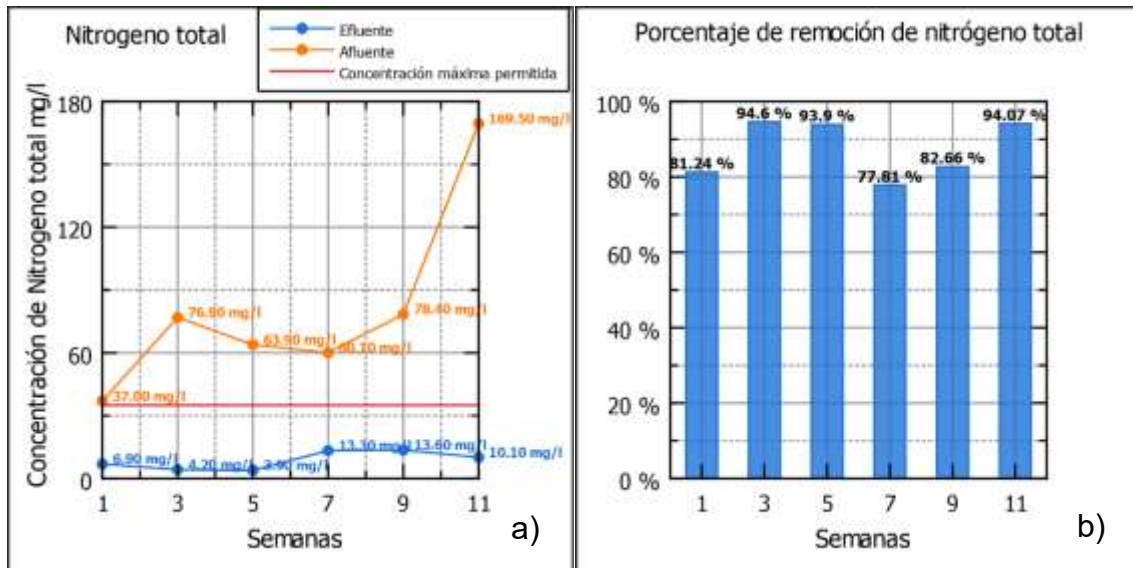 Nitrogeno total
Efluente
Afluente
Concentración máxima permitida
Concentración de Nitrogeno total mg/l
180
120
60
0
169.50 mg/l
76.90 mg/l
63.90 mg/l
78.40 mg/l
37.00 mg/l
6.90 mg/l
4.20 mg/l
3.90 mg/l
13.30 mg/l
13.60 mg/l
10.10 mg/l
1 3 5 7 9 11
Semanas
a)
Porcentaje de remoción de nitrógeno total
100 %
80 %
60 %
40 %
20 %
0 %
81.24 %
94.6 %
93.9 %
77.81 %
82.66 %
94.07 %
1 3 5 7 9 11
Semanas
b)